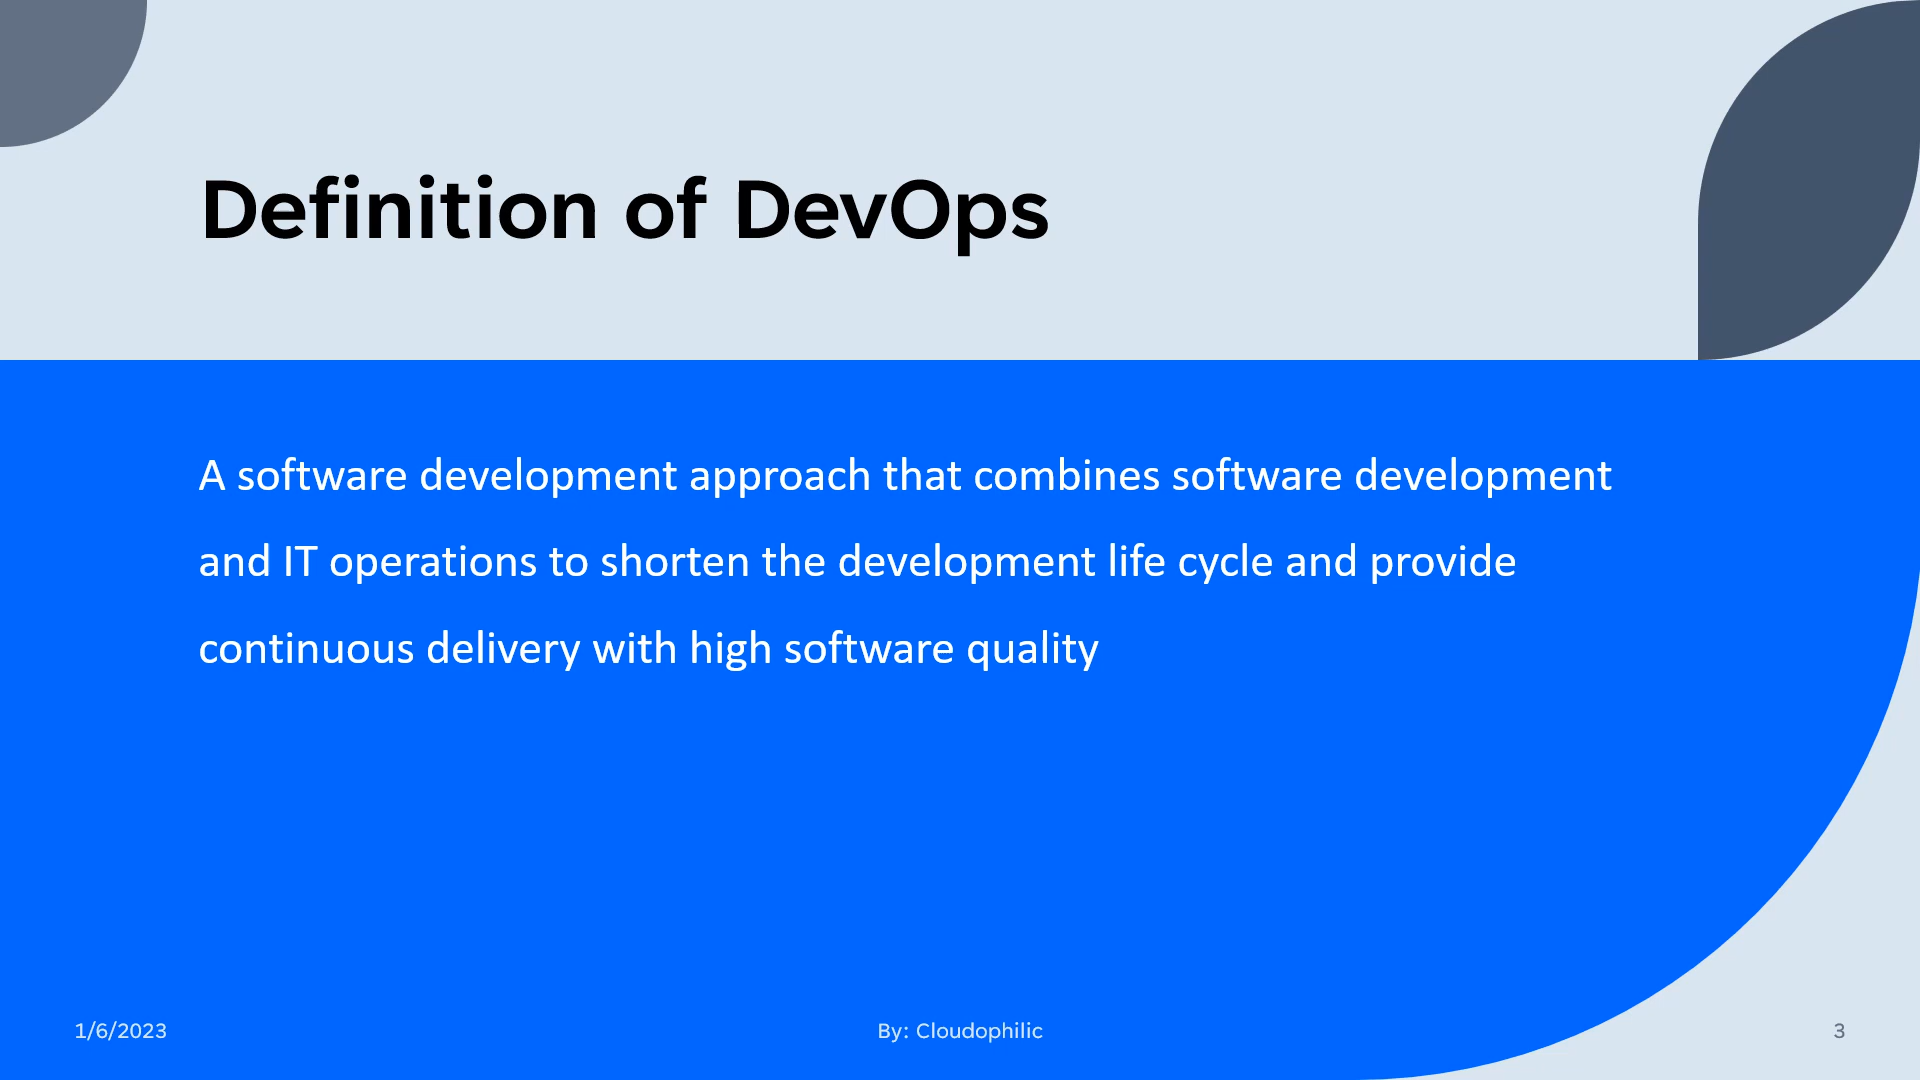 Definition of DevOps
A software development approach that combines software development
and IT operations to shorten the development life cycle and provide
continuous delivery with high software quality
1/6/2023
By: Cloudophilic
3